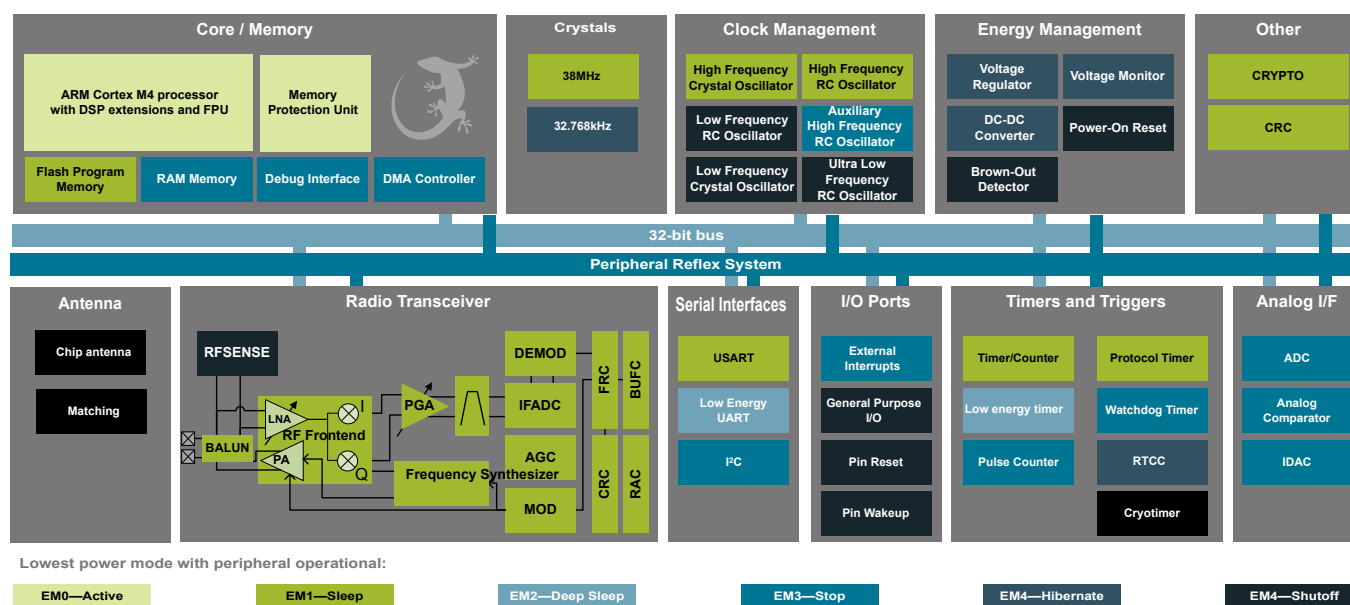 Core / Memory
ARM Cortex M4 processor
with DSP extensions and FPU
Memory
Protection Unit
Flash Program
Memory
RAM Memory
Debug Interface
DMA Controller
Crystals
38MHz
32.768kHz
Clock Management
High Frequency
Crystal Oscillator
High Frequency
RC Oscillator
Low Frequency
RC Oscillator
Auxiliary
High Frequency
RC Oscillator
Low Frequency
Crystal Oscillator
Ultra Low
Frequency
RC Oscillator
Energy Management
Voltage
Regulator
Voltage Monitor
DC-DC
Converter
Power-On Reset
Brown-Out
Detector
Other
CRYPTO
CRC
32-bit bus
Peripheral Reflex System
Antenna
Chip antenna
Matching
Radio Transceiver
RFSENSE
BALUN
LNA
RF Frontend
PA
I
Q
PGA
DEMOD
IFADC
AGC
Frequency Synthesizer
MOD
FRC
BUFC
CRC
RAC
Serial Interfaces
USART
Low Energy
UART
I²C
I/O Ports
External
Interrupts
General Purpose
I/O
Pin Reset
Pin Wakeup
Timers and Triggers
Timer/Counter
Protocol Timer
Low energy timer
Watchdog Timer
Pulse Counter
RTCC
Cryotimer
Analog I/F
ADC
Analog
Comparator
IDAC
Lowest power mode with peripheral operational:
EM0—Active
EM1—Sleep
EM2—Deep Sleep
EM3—Stop
EM4—Hibernate
EM4—Shutoff